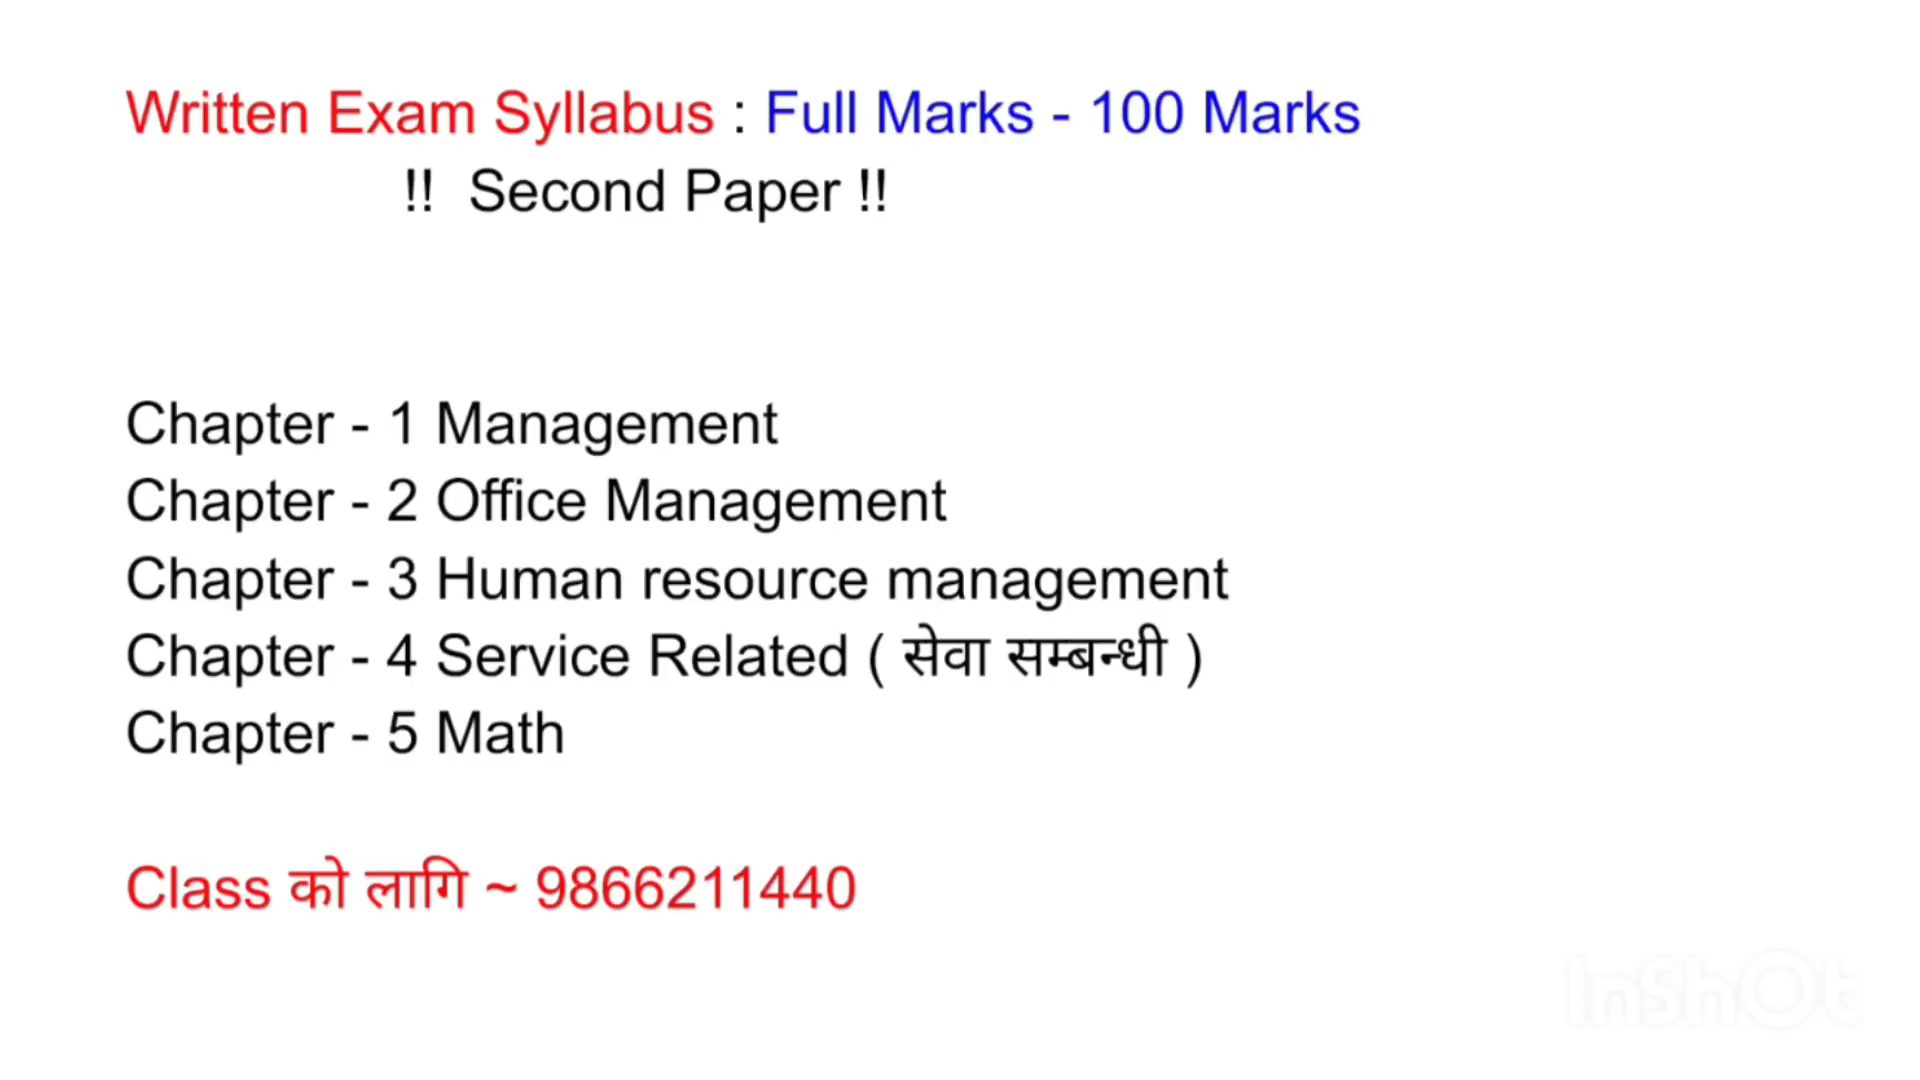 Written Exam Syllabus : Full Marks - 100 Marks
!! Second Paper !!
Chapter - 1 Management
Chapter - 2 Office Management
Chapter - 3 Human resource management
Chapter - 4 Service Related ( सेवा सम्बन्धी )
Chapter - 5 Math
Class को लागि ~ 9866211440
InShOt